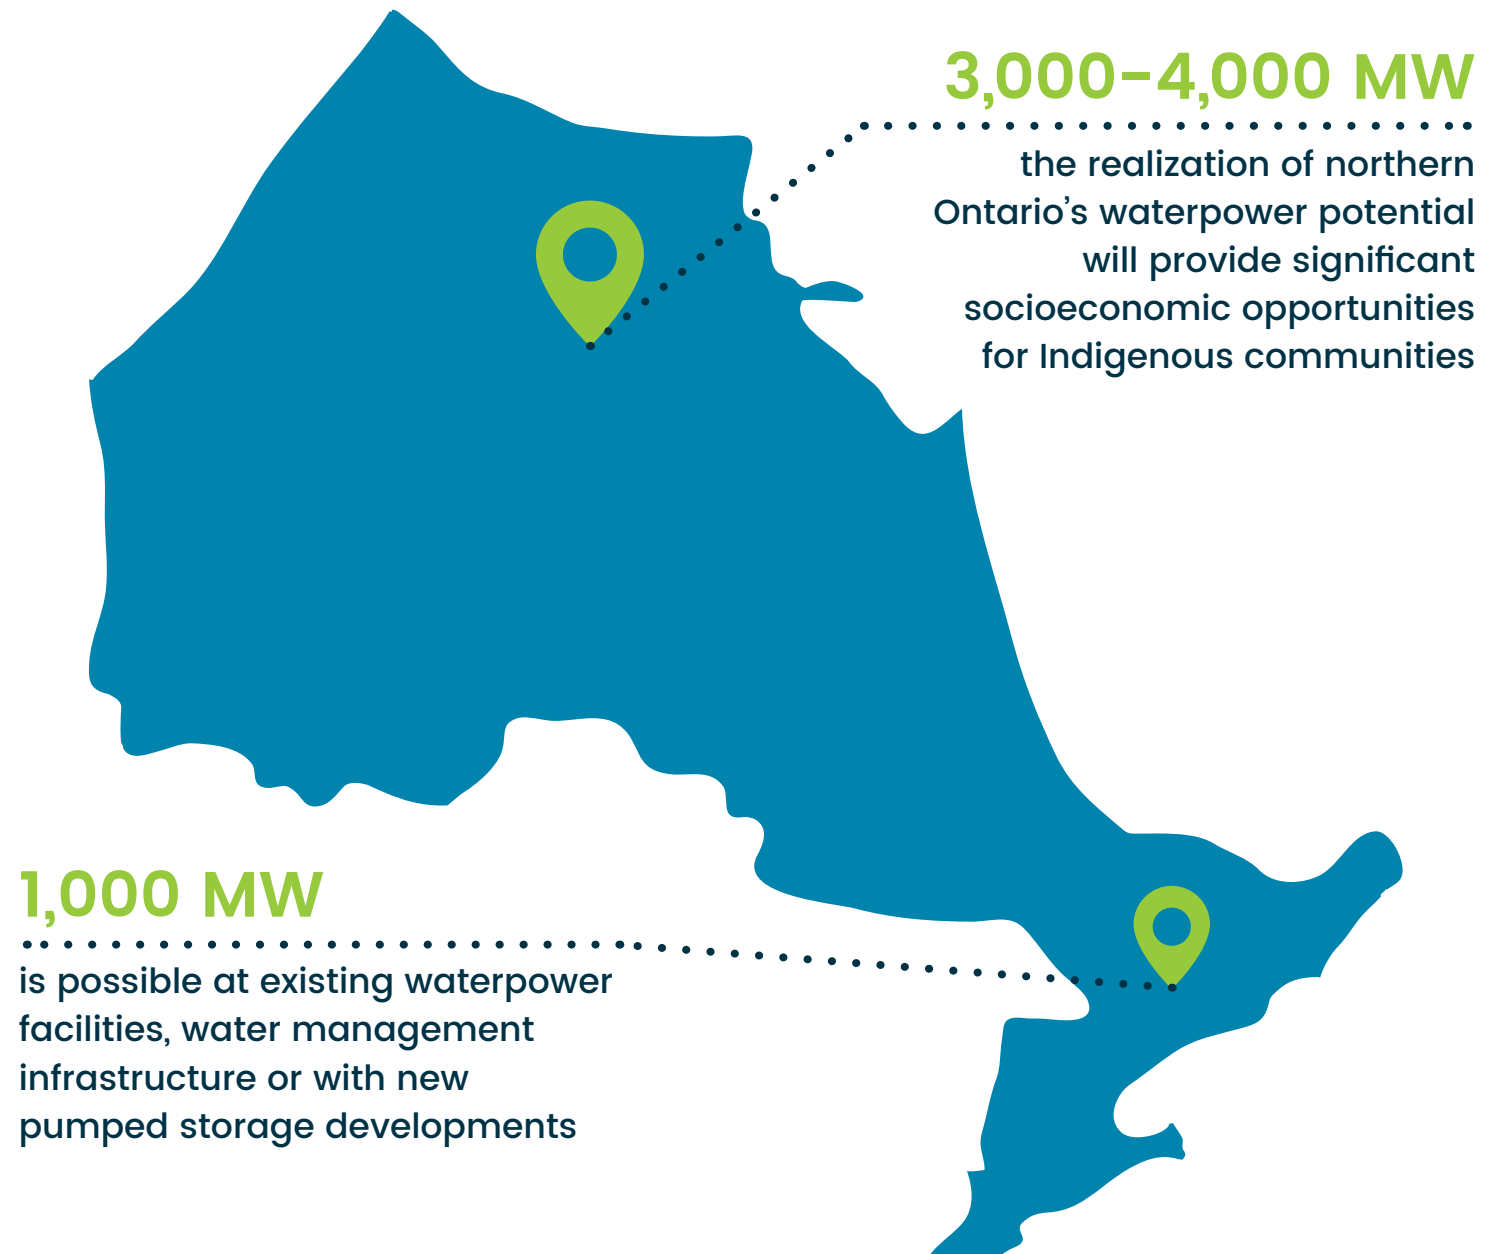 3,000–4,000 MW
the realization of northern
Ontario’s waterpower potential
will provide significant
socioeconomic opportunities
for Indigenous communities
1,000 MW
is possible at existing waterpower
facilities, water management
infrastructure or with new
pumped storage developments